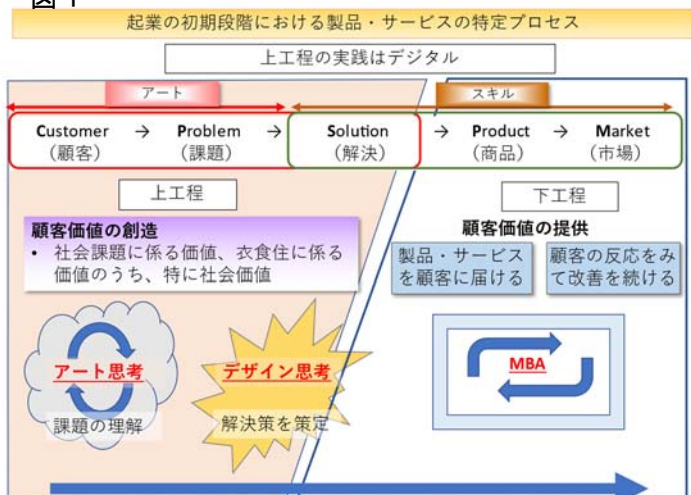 図1
起業の初期段階における製品・サービスの特定プロセス
上工程の実践はデジタル
アート
スキル
Customer → Problem → Solution → Product → Market
(顧客) (課題) (解決) (商品) (市場)
上工程
下工程
顧客価値の創造
• 社会課題に係る価値、衣食住に係る
価値のうち、特に社会価値
顧客価値の提供
製品・サービス
を顧客に届ける
顧客の反応をみ
て改善を続ける
アート思考
課題の理解
デザイン思考
解決策を策定
MBA